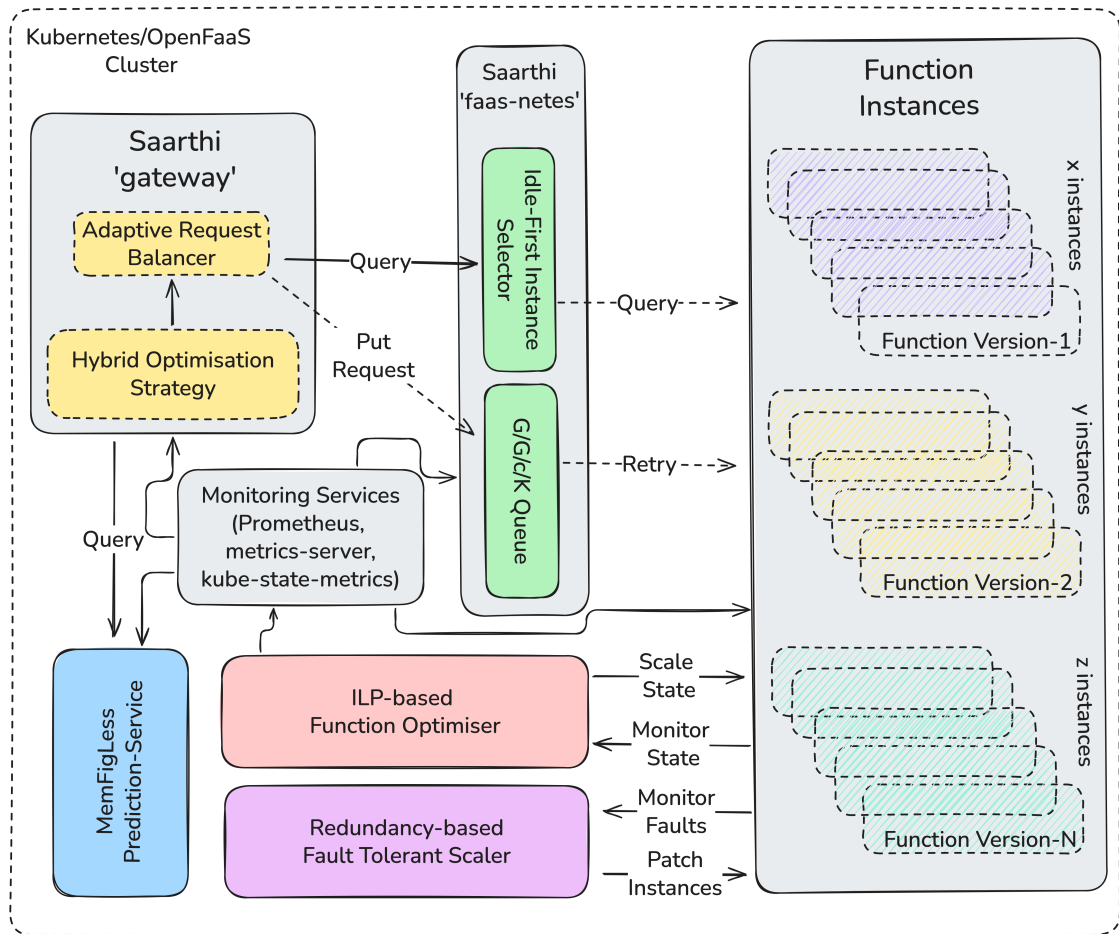 Kubernetes/OpenFaaS
Cluster
Saarthi
'gateway'
Adaptive Request
Balancer
Hybrid Optimisation
Strategy
Query
Put
Request
Saarthi
'faas-netes'
Idle-First Instance
Selector
G/G/c/K Queue
Query
Retry
Function
Instances
x instances
Function Version-1
y instances
Function Version-2
z instances
Function Version-N
Monitoring Services
(Prometheus,
metrics-server,
kube-state-metrics)
Query
MemFigLess
Prediction-Service
ILP-based
Function Optimiser
Scale
State
Monitor
State
Redundancy-based
Fault Tolerant Scaler
Monitor
Faults
Patch
Instances